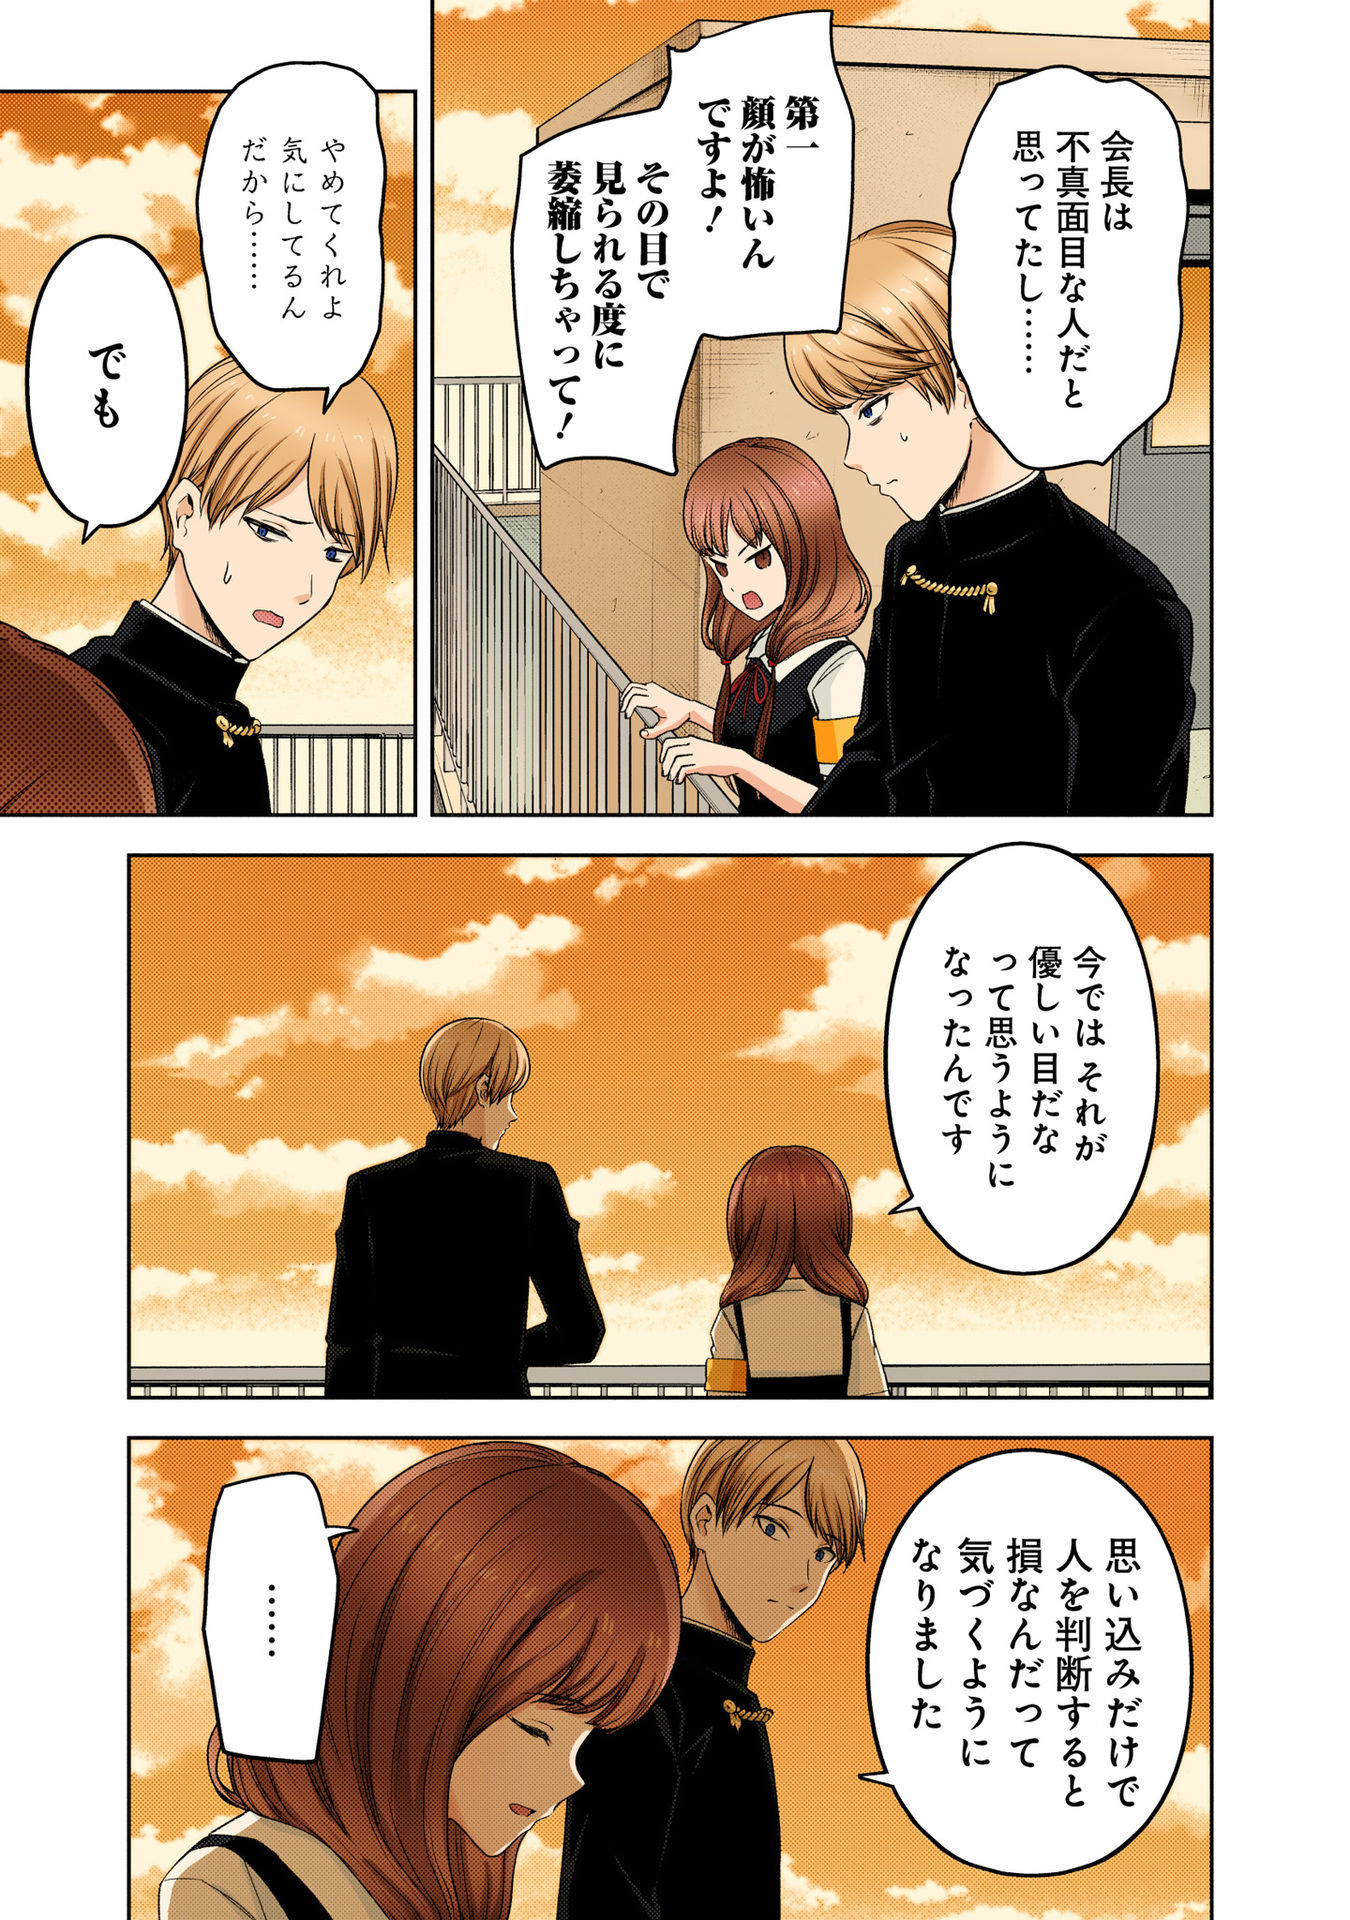 会長は
不真面目な人だと
思ってたし……
第一
顔が怖いん
ですよ！
その目で
見られる度に
萎縮しちゃって！
やめてくれよ
気にしてるん
だから……
でも
今では それが
優しい目だな
って思うように
なったんです
思い込みだけで
人を判断すると
損なんだって
気づくように
なりました
……